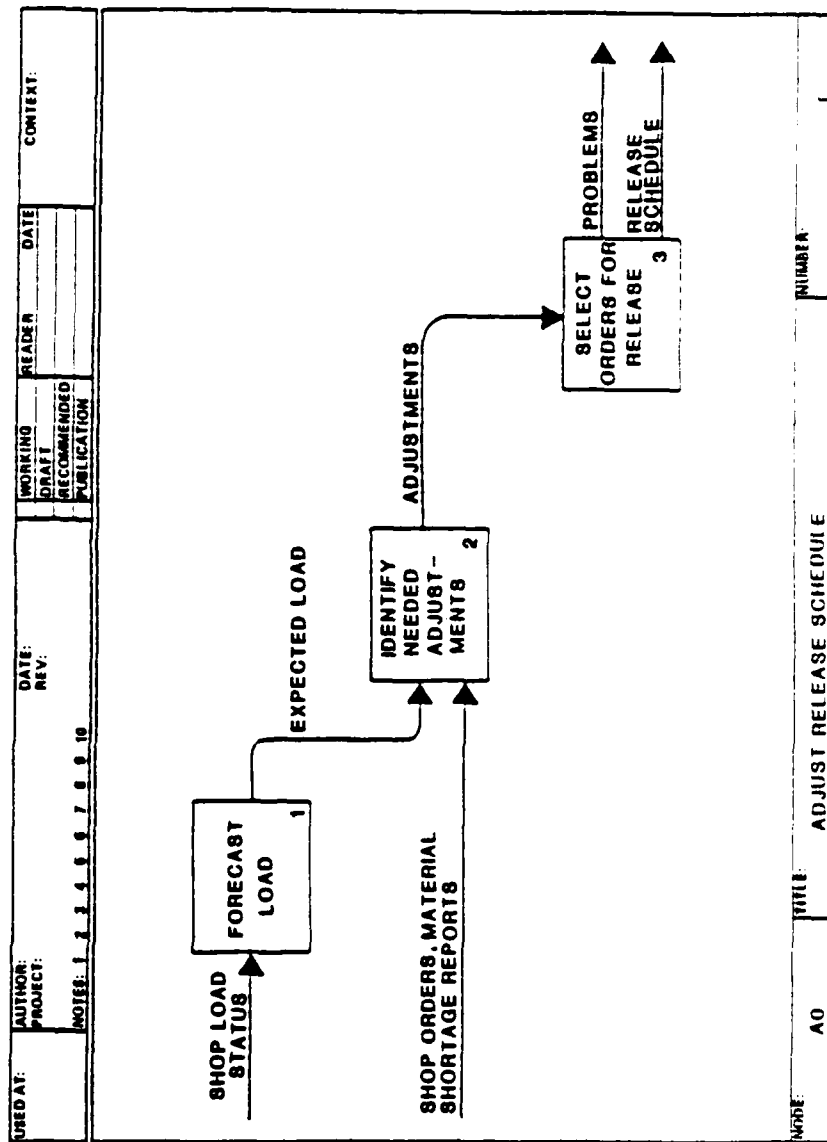 USED AT:
AUTHOR:
PROJECT:
DATE:
REV:
NOTES: 1 2 3 4 5 6 7 8 9 10
WORKING
DRAFT
RECOMMENDED
PUBLICATION
READER DATE
CONTEXT:
SHOP LOAD
STATUS
FORECAST
LOAD
1
EXPECTED LOAD
SHOP ORDERS, MATERIAL
SHORTAGE REPORTS
IDENTIFY
NEEDED
ADJUST-
MENTS
2
ADJUSTMENTS
SELECT
ORDERS FOR
RELEASE
3
PROBLEMS
RELEASE
SCHEDULE
NODE:
A0
TITLE:
ADJUST RELEASE SCHEDULE
NUMBER: